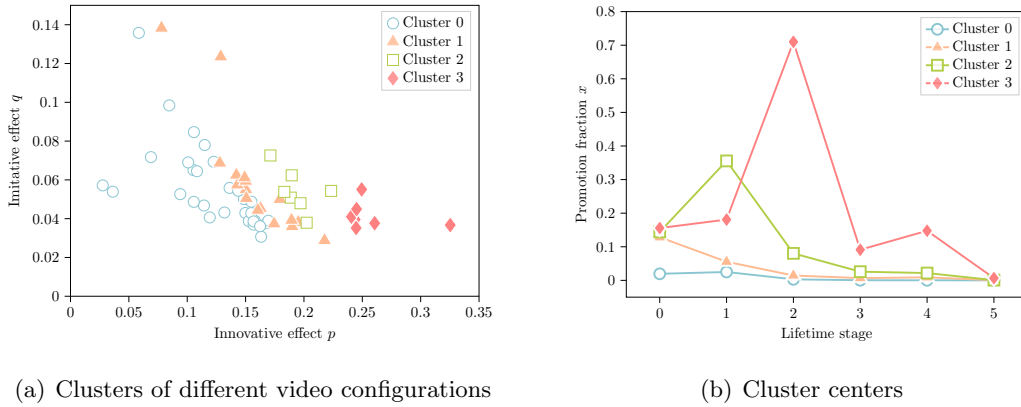 0.14
0.12
0.1
0.08
0.06
0.04
0.02
0
Imitative effect q
0
0.05
0.1
0.15
0.2
0.25
0.3
0.35
Innovative effect p
Cluster 0
Cluster 1
Cluster 2
Cluster 3
(a) Clusters of different video configurations
0.8
0.7
0.6
0.5
0.4
0.3
0.2
0.1
0
Promotion fraction x
0
1
2
3
4
5
Lifetime stage
Cluster 0
Cluster 1
Cluster 2
Cluster 3
(b) Cluster centers